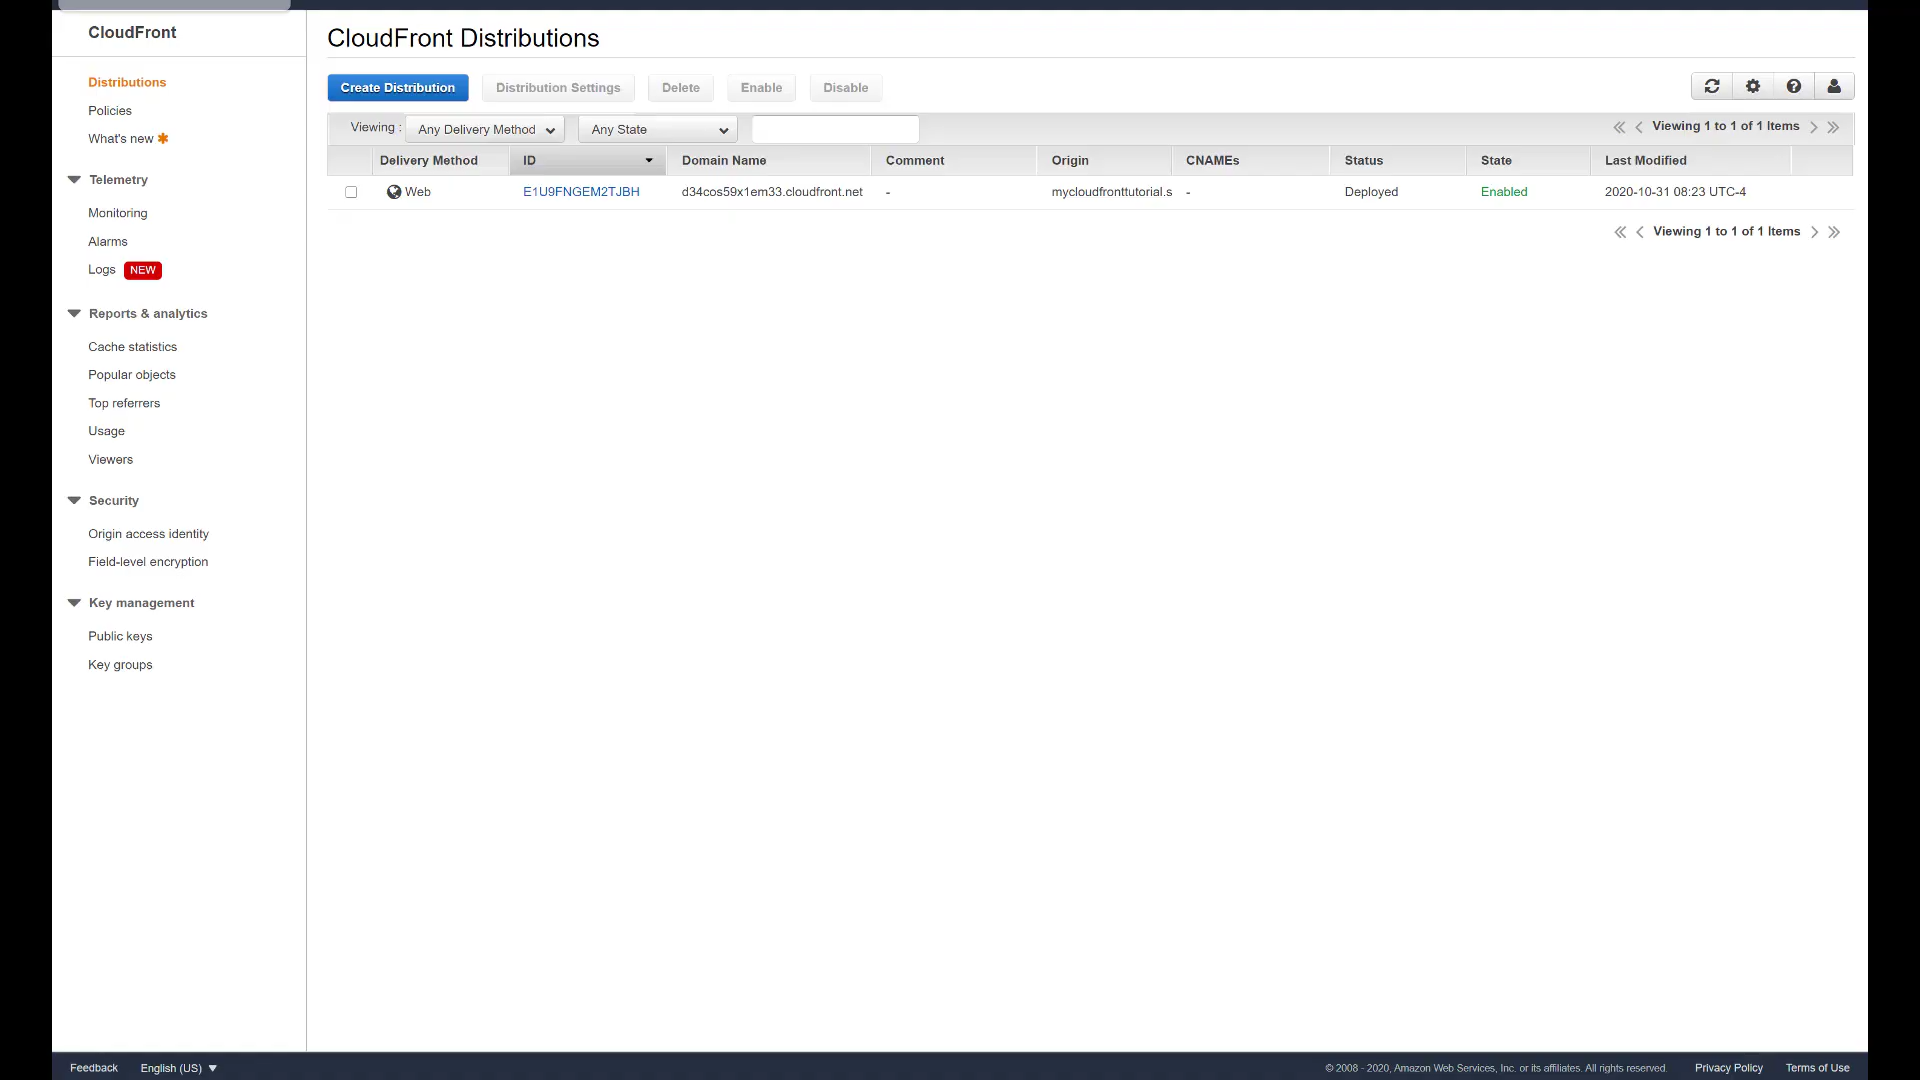 CloudFront
Distributions
Policies
What's new
Telemetry
Monitoring
Alarms
Logs NEW
Reports & analytics
Cache statistics
Popular objects
Top referrers
Usage
Viewers
Security
Origin access identity
Field-level encryption
Key management
Public keys
Key groups
CloudFront Distributions
Create Distribution Distribution Settings Delete Enable Disable
Viewing : Any Delivery Method Any State Viewing 1 to 1 of 1 Items
Delivery Method ID Domain Name Comment Origin CNAMEs Status State Last Modified
Web E1U9FNGEM2TJBH d34cos59x1em33.cloudfront.net - mycloudfronttutorial.s - Deployed Enabled 2020-10-31 08:23 UTC-4
Viewing 1 to 1 of 1 Items
Feedback English (US) © 2008 - 2020, Amazon Web Services, Inc. or its affiliates. All rights reserved. Privacy Policy Terms of Use